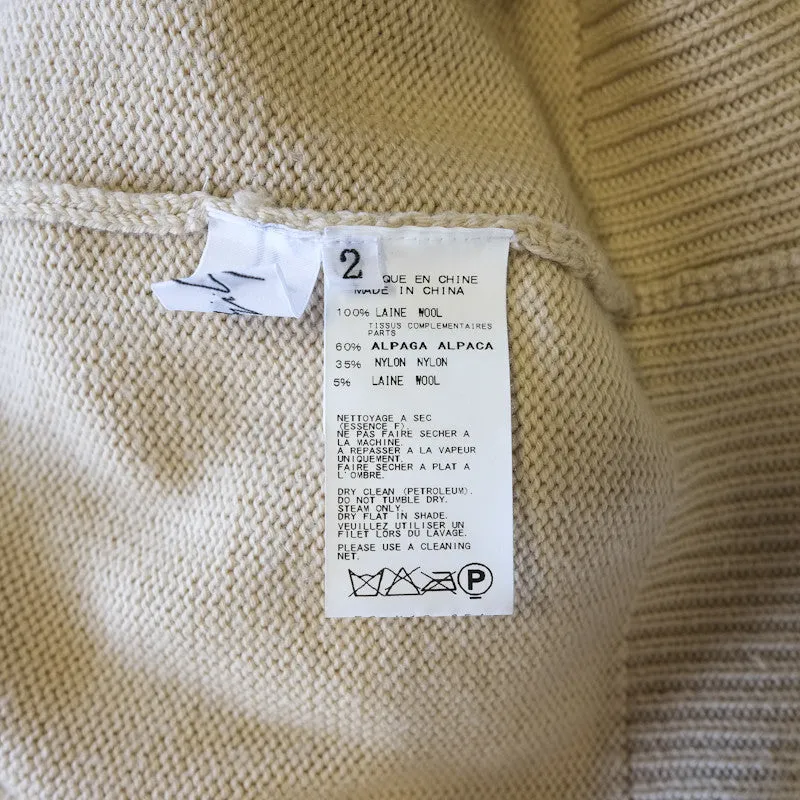 2
QUE EN CHINE
MADE IN CHINA
100% LAINE WOOL
TISSUS COMPLEMENTAIRES
PARTS
60% ALPAGA ALPACA
35% NYLON NYLON
5% LAINE WOOL
NETTOYAGE A SEC
(ESSENCE F)
NE PAS FAIRE SECHER A
LA MACHINE.
A REPASSER A LA VAPEUR
UNIQUEMENT.
FAIRE SECHER A PLAT A
L'OMBRE.
DRY CLEAN (PETROLEUM).
DO NOT TUMBLE DRY.
STEAM ONLY.
DRY FLAT IN SHADE.
VEUILLEZ UTILISER UN
FILET LORS DU LAVAGE.
PLEASE USE A CLEANING
NET.
P